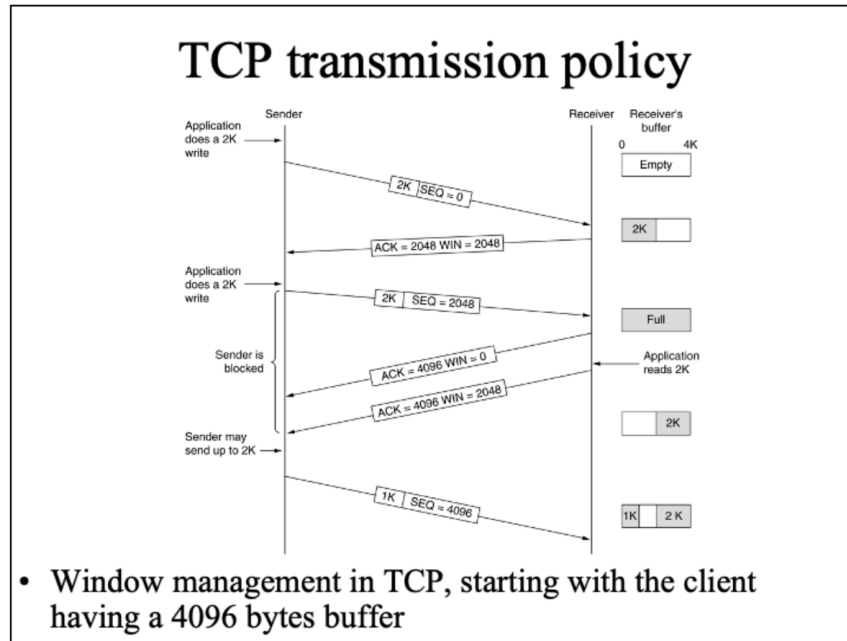 TCP transmission policy
Sender
Receiver
Receiver's
buffer
Application
does a 2K
write
0 4K
Empty
2K SEQ = 0
2K
ACK = 2048 WIN = 2048
Application
does a 2K
write
2K SEQ = 2048
Full
Sender is
blocked
Application
reads 2K
ACK = 4096 WIN = 0
ACK = 4096 WIN = 2048
2K
Sender may
send up to 2K
1K SEQ = 4096
1K 2 K
• Window management in TCP, starting with the client
having a 4096 bytes buffer